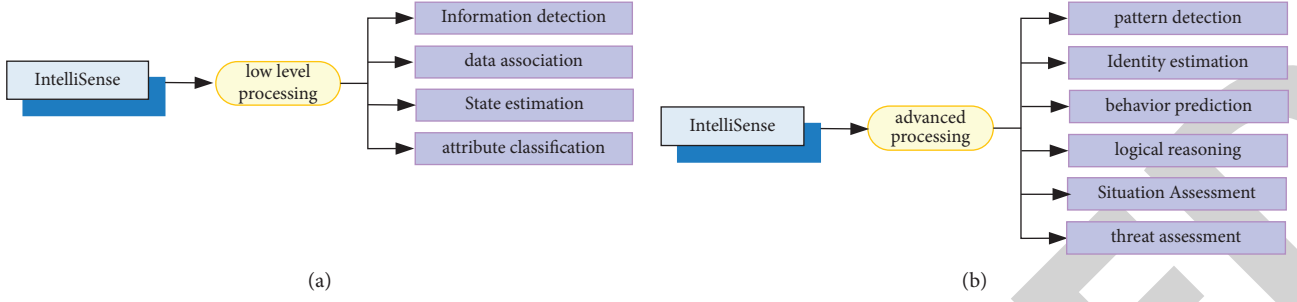 IntelliSense
low level
processing
Information detection
data association
State estimation
attribute classification
(a)
IntelliSense
advanced
processing
pattern detection
Identity estimation
behavior prediction
logical reasoning
Situation Assessment
threat assessment
(b)